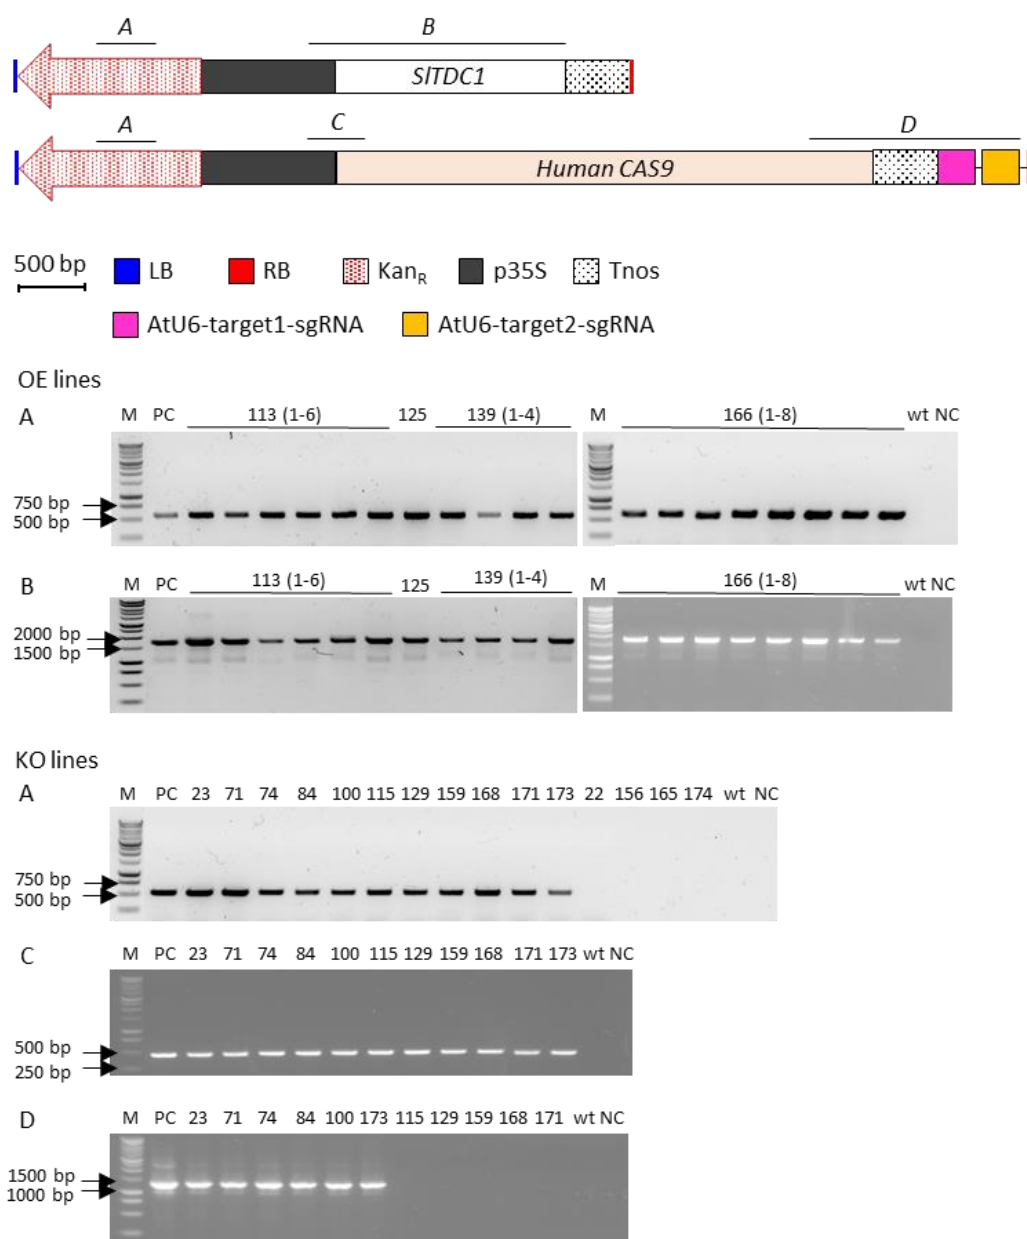 A B
SlTDC1
A C D
Human CAS9
500 bp LB RB KanR p35S Tnos
AtU6-target1-sgRNA AtU6-target2-sgRNA
OE lines
A M PC 113 (1-6) 125 139 (1-4) M 166 (1-8) wt NC
750 bp
500 bp
B M PC 113 (1-6) 125 139 (1-4) M 166 (1-8) wt NC
2000 bp
1500 bp
KO lines
A M PC 23 71 74 84 100 115 129 159 168 171 173 22 156 165 174 wt NC
750 bp
500 bp
C M PC 23 71 74 84 100 115 129 159 168 171 173 wt NC
500 bp
250 bp
D M PC 23 71 74 84 100 173 115 129 159 168 171 wt NC
1500 bp
1000 bp